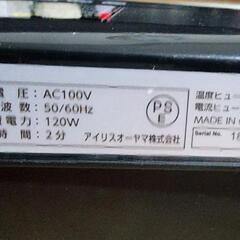 圧：AC100V
波数：50/60Hz
電力：120W
時間：2分
PS
E
アイリスオーヤマ株式会社
温度ヒュー
電流ヒュー
MADE IN
Serial No. 18